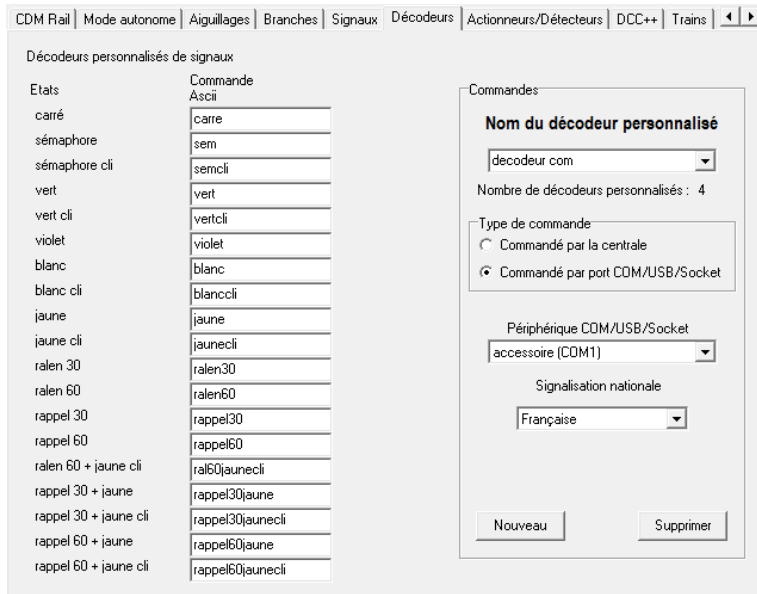 CDM Rail Mode autonome Aiguillages Branches Signaux Décodeurs Actionneurs/Détecteurs DCC++ Trains
Décodeurs personnalisés de signaux
Etats
Commande
Ascii
carré carre
sémaphore sem
sémaphore cli semcli
vert vert
vert cli vertcli
violet violet
blanc blanc
blanc cli blanccli
jaune jaune
jaune cli jaunecli
ralen 30 ralen30
ralen 60 ralen60
rappel 30 rappel30
rappel 60 rappel60
ralen 60 + jaune cli ral60jaunecli
rappel 30 + jaune rappel30jaune
rappel 30 + jaune cli rappel30jaunecli
rappel 60 + jaune rappel60jaune
rappel 60 + jaune cli rappel60jaunecli
Commandes
Nom du décodeur personnalisé
decodeur com
Nombre de décodeurs personnalisés : 4
Type de commande
Commandé par la centrale
Commandé par port COM/USB/Socket
Périphérique COM/USB/Socket
accessoire (COM1)
Signalisation nationale
Française
Nouveau Supprimer